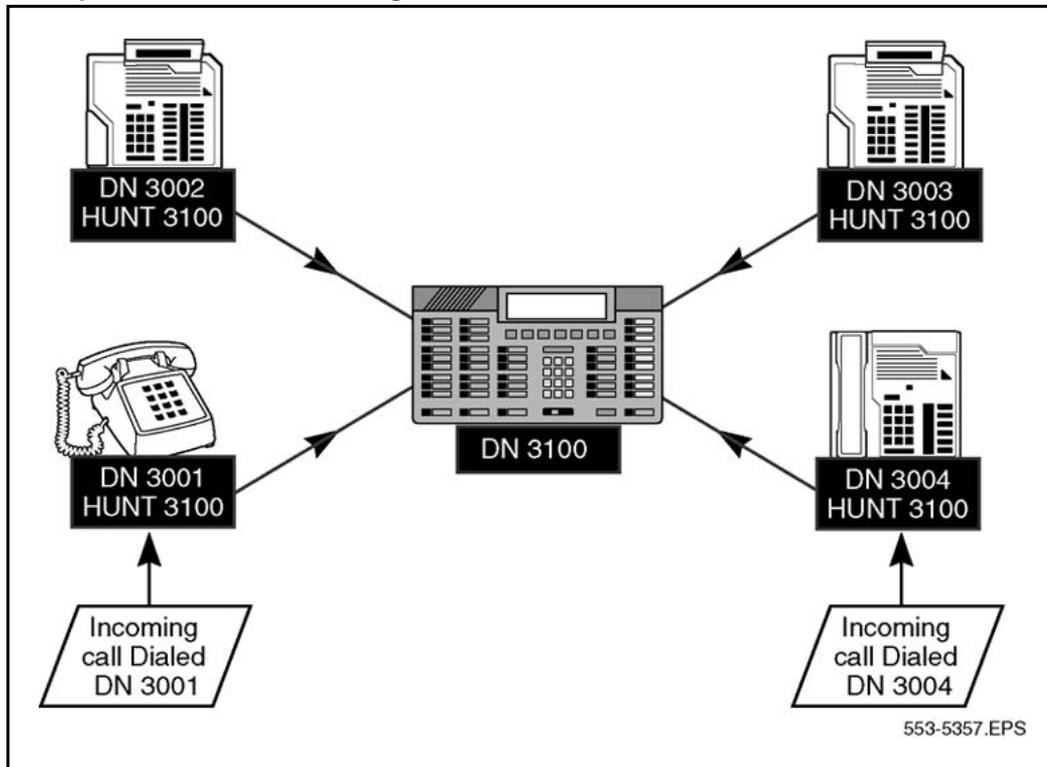 DN 3002
HUNT 3100
DN 3003
HUNT 3100
DN 3100
DN 3001
HUNT 3100
DN 3004
HUNT 3100
Incoming
call Dialed
DN 3001
Incoming
call Dialed
DN 3004
553-5357.EPS